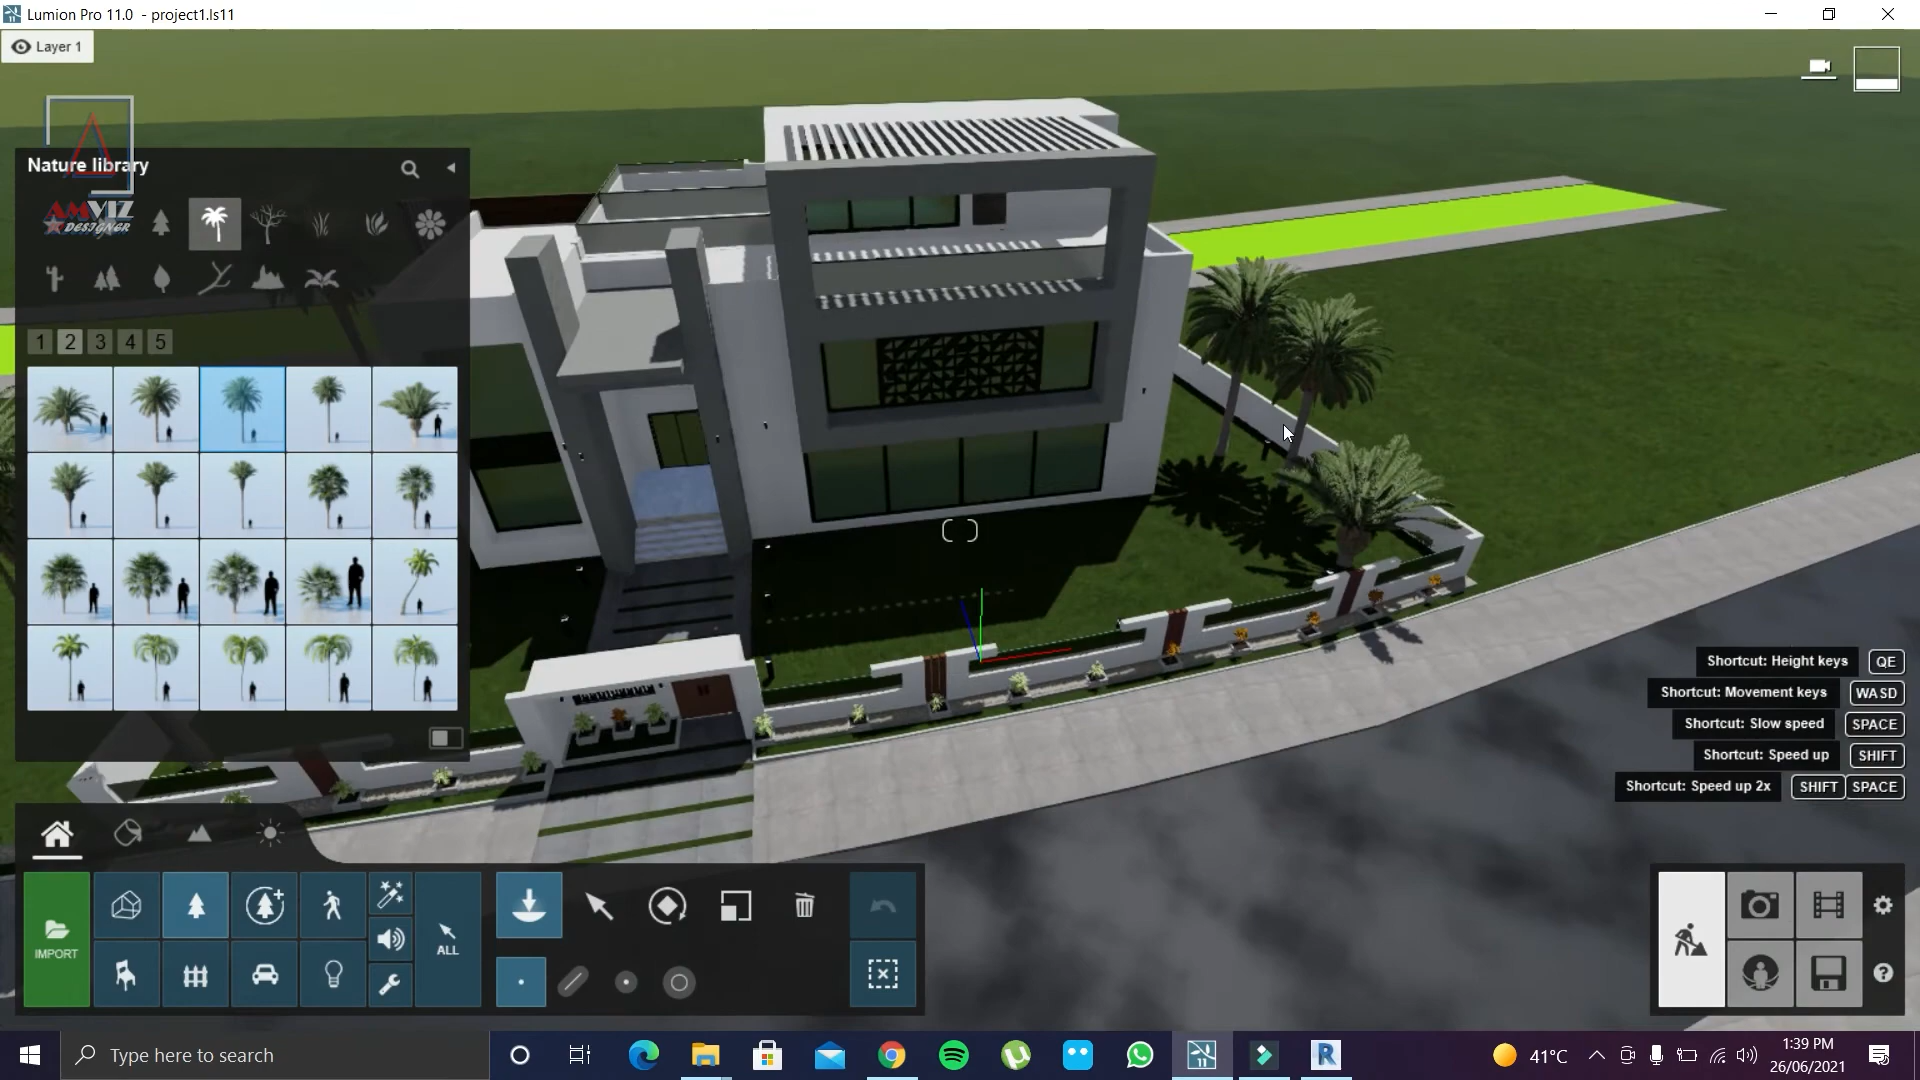 Lumion Pro 11.0 - project1.ls11
Layer 1
Nature library
AMVIZ
DESIGNER
1 2 3 4 5
Shortcut: Height keys QE
Shortcut: Movement keys WASD
Shortcut: Slow speed SPACE
Shortcut: Speed up SHIFT
Shortcut: Speed up 2x SHIFT SPACE
IMPORT
ALL
Type here to search
11
R
41°C
1:39 PM
26/06/2021